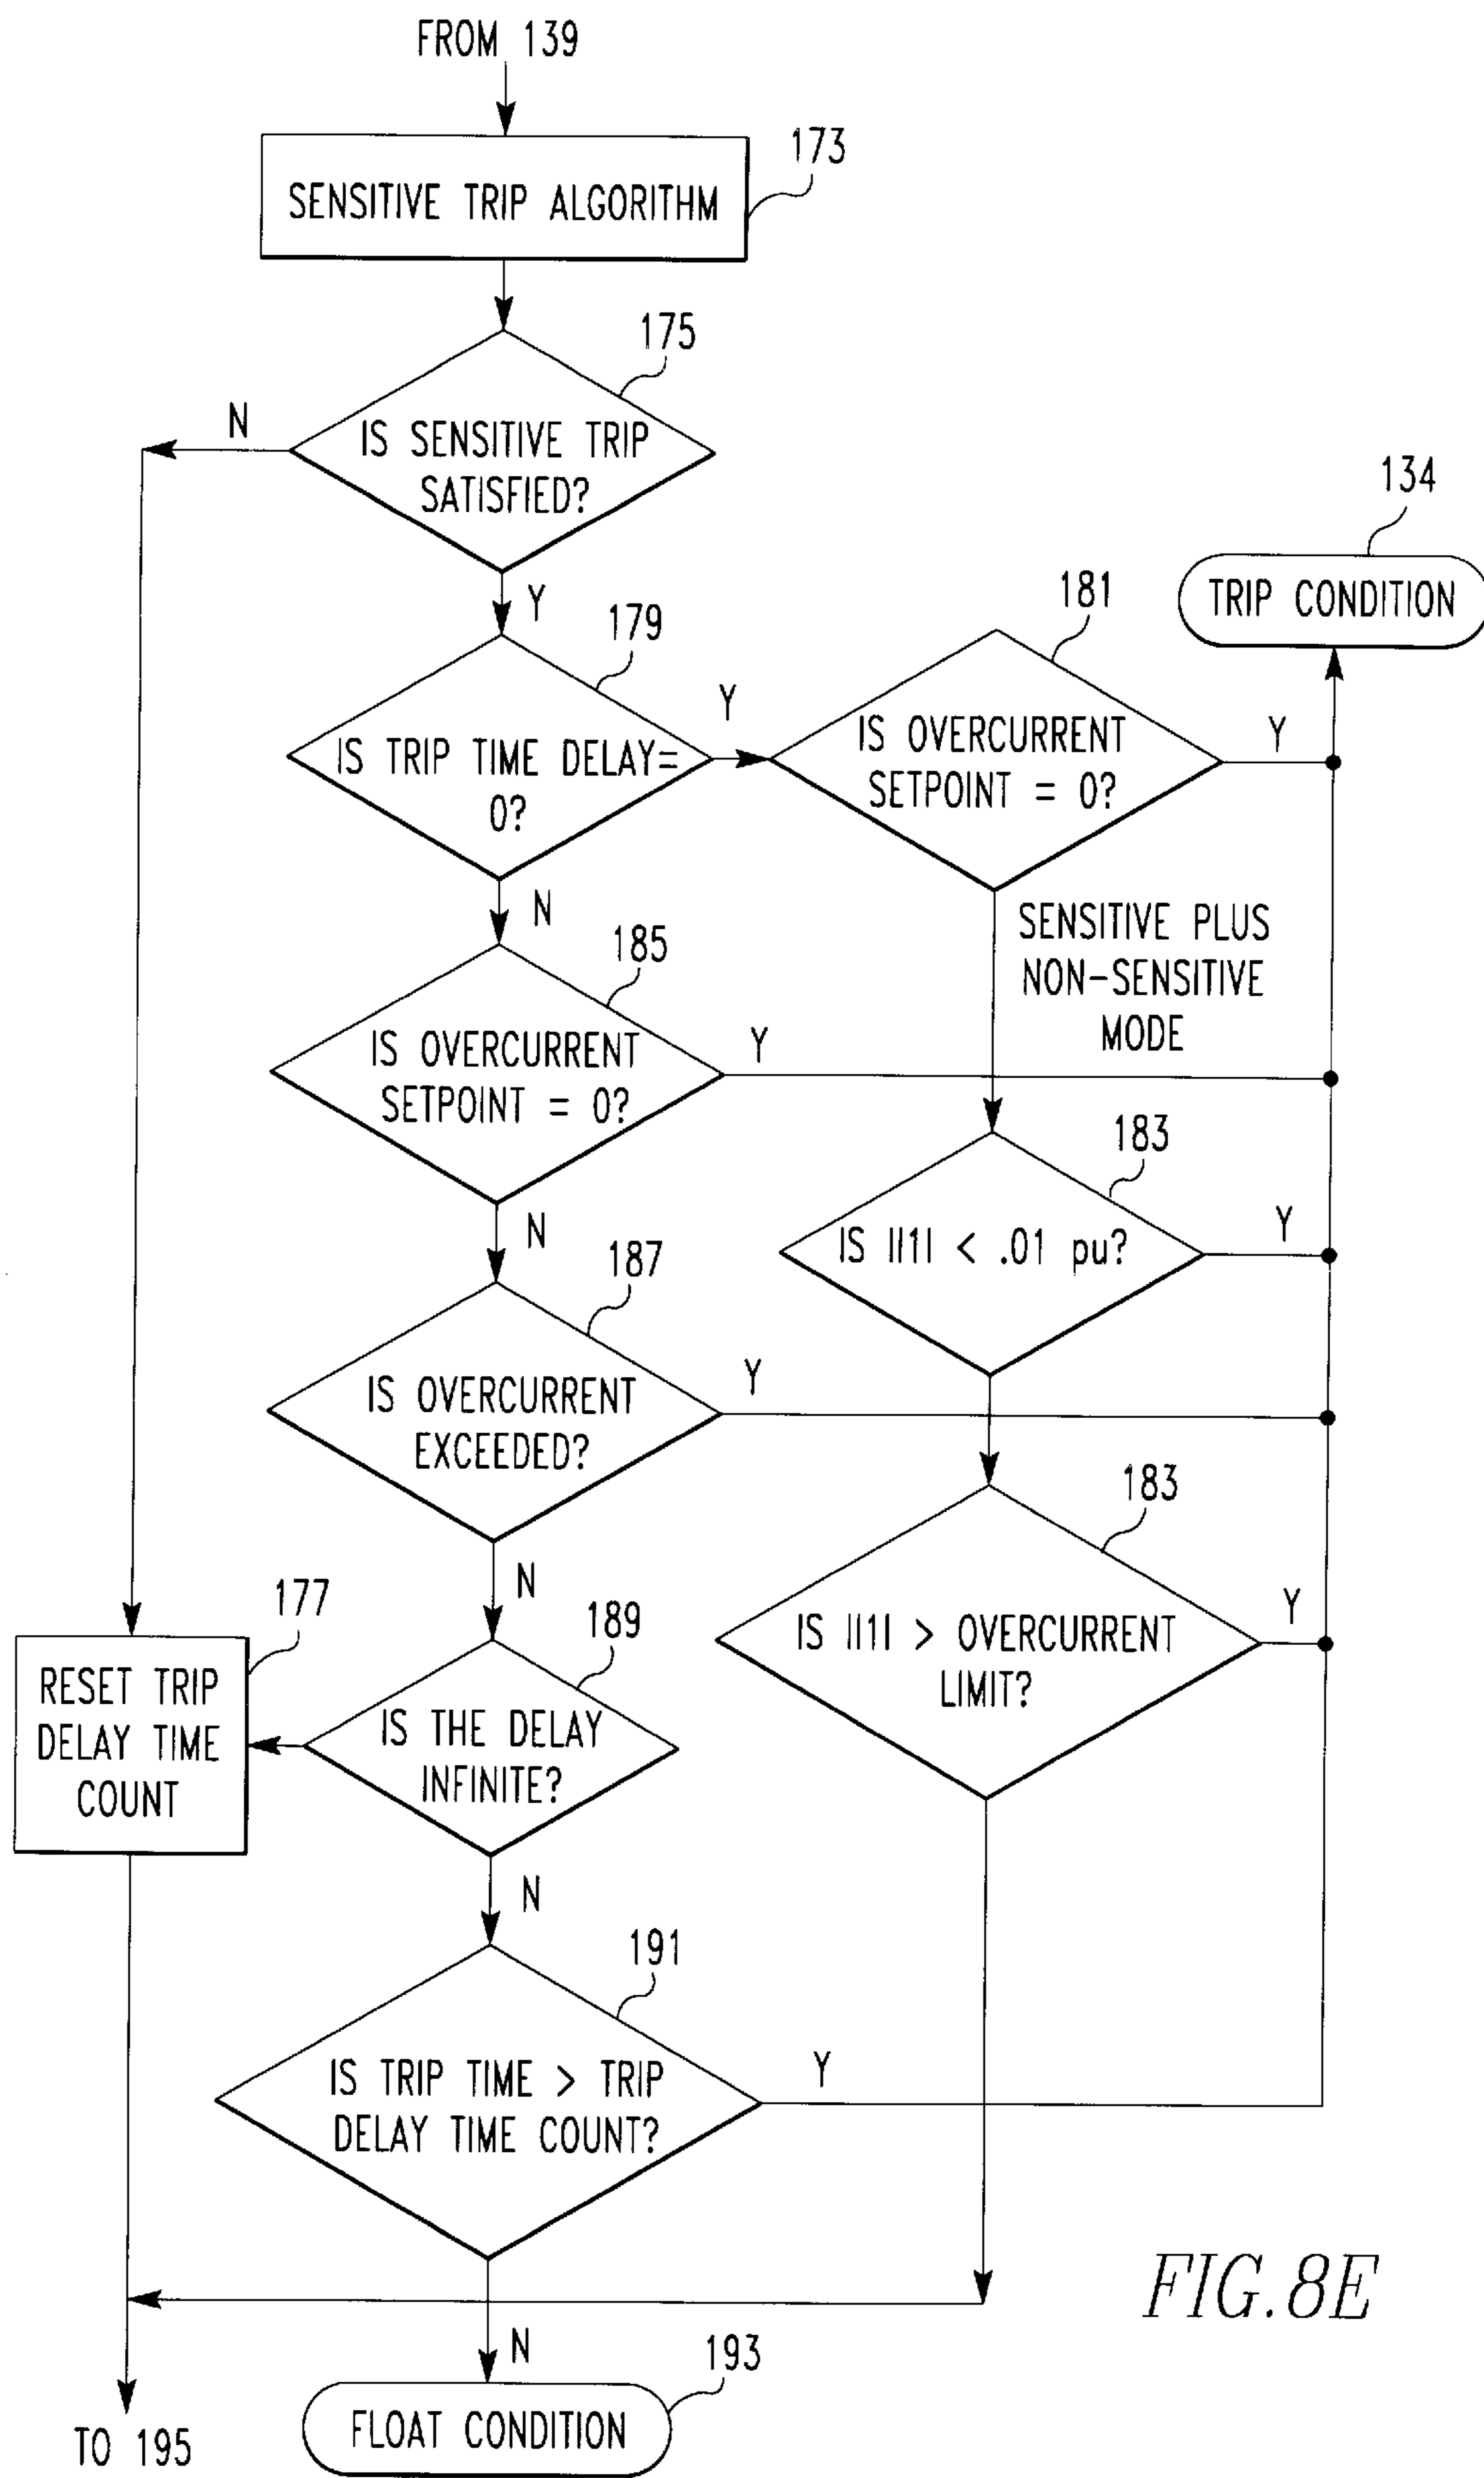 FROM 139
173
SENSITIVE TRIP ALGORITHM
175
N
IS SENSITIVE TRIP
SATISFIED?
134
TRIP CONDITION
Y
179
181
Y
IS TRIP TIME DELAY=
0?
IS OVERCURRENT
SETPOINT = 0?
Y
N
185
SENSITIVE PLUS
NON-SENSITIVE
MODE
IS OVERCURRENT
SETPOINT = 0?
Y
183
N
187
IS |I1| < .01 pu?
Y
IS OVERCURRENT
EXCEEDED?
Y
183
N
177
189
IS |I1| > OVERCURRENT
LIMIT?
Y
RESET TRIP
DELAY TIME
COUNT
IS THE DELAY
INFINITE?
N
191
IS TRIP TIME > TRIP
DELAY TIME COUNT?
Y
FIG.8E
N
193
FLOAT CONDITION
TO 195